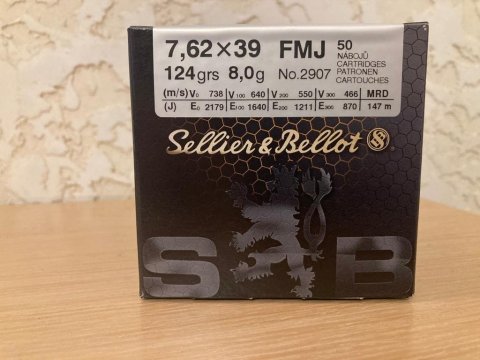 7,62×39 FMJ 50
NÁBOJŮ
CARTRIDGES
PATRONEN
CARTOUCHES
124grs 8,0g No.2907
(m/s) V0 738 V100 640 V200 550 V300 466 MRD
(J) E0 2179 E100 1640 E200 1211 E300 870 147 m
Sellier & Bellot SB ®
S B